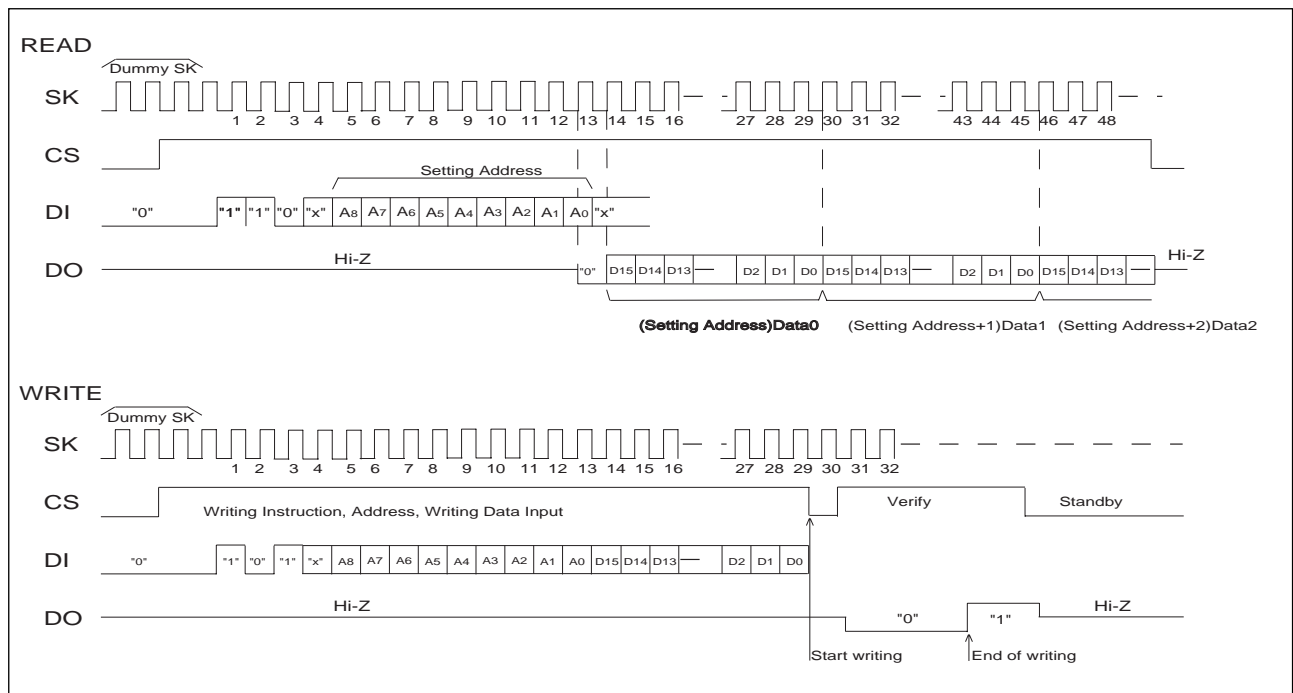 READ
Dummy SK
SK
1 2 3 4 5 6 7 8 9 10 11 12 13 14 15 16 27 28 29 30 31 32 43 44 45 46 47 48
CS
Setting Address
DI "0" "1" "1" "0" "x" A8 A7 A6 A5 A4 A3 A2 A1 A0 "x"
Hi-Z Hi-Z
DO "0" D15 D14 D13 D2 D1 D0 D15 D14 D13 D2 D1 D0 D15 D14 D13
(Setting Address)Data0 (Setting Address+1)Data1 (Setting Address+2)Data2
WRITE
Dummy SK
SK
1 2 3 4 5 6 7 8 9 10 11 12 13 14 15 16 27 28 29 30 31 32
CS Writing Instruction, Address, Writing Data Input Verify Standby
DI "0" "1" "0" "1" "x" A8 A7 A6 A5 A4 A3 A2 A1 A0 D15 D14 D13 D2 D1 D0
Hi-Z Hi-Z
DO "0" "1"
Start writing End of writing